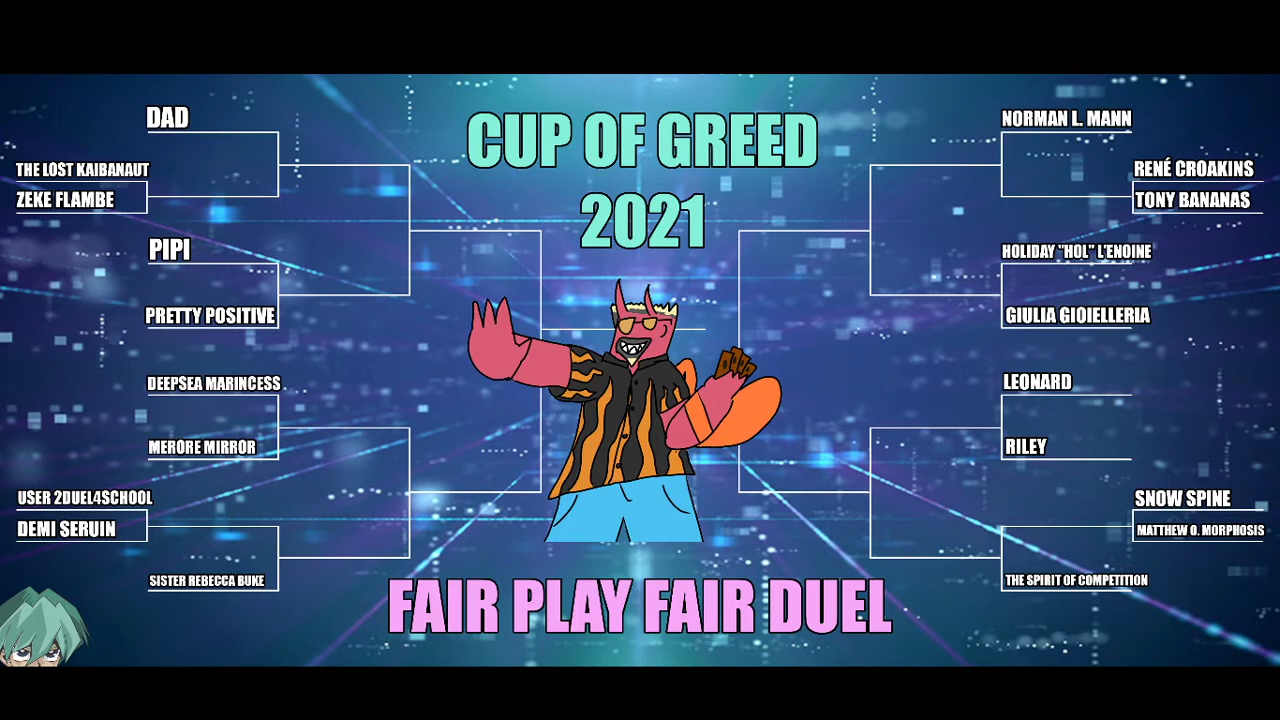 CUP OF GREED
2021
DAD
THE LOST KAIBANAUT
ZEKE FLAMBE
PIPI
PRETTY POSITIVE
DEEPSEA MARINCESS
MERORE MIRROR
USER 2DUEL4SCHOOL
DEMI SERUIN
SISTER REBECCA BUKE
NORMAN L. MANN
RENÉ CROAKINS
TONY BANANAS
HOLIDAY "HOL" L'ENOINE
GIULIA GIOIELLERIA
LEONARD
RILEY
SNOW SPINE
MATTHEW O. MORPHOSIS
THE SPIRIT OF COMPETITION
FAIR PLAY FAIR DUEL